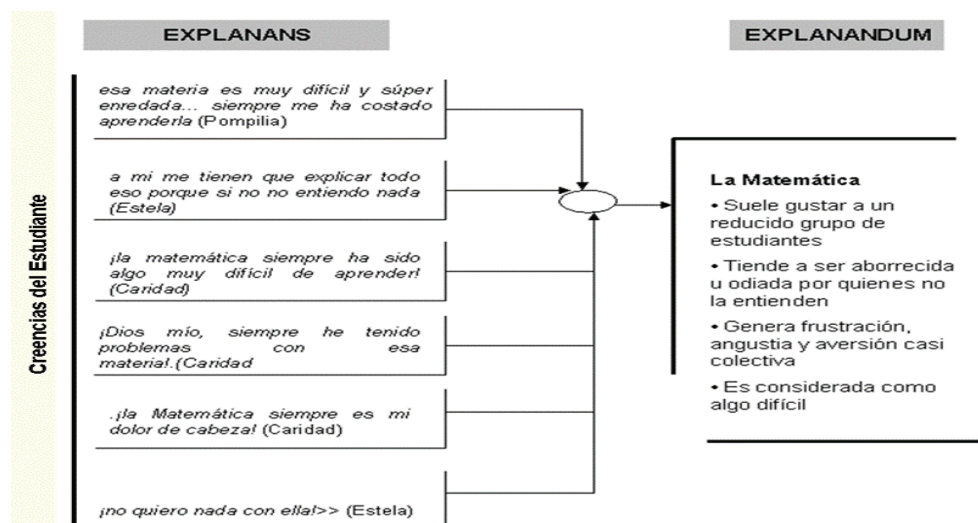 EXPLANANS
EXPLANANDUM
Creencias del Estudiante
esa materia es muy difícil y súper
enredada... siempre me ha costado
aprenderla (Pompilia)
a mi me tienen que explicar todo
eso porque si no no entiendo nada
(Estela)
¡la matemática siempre ha sido
algo muy difícil de aprender!
(Caridad)
¡Dios mío, siempre he tenido
problemas con esa
materia!.(Caridad
.¡la Matemática siempre es mi
dolor de cabeza! (Caridad)
¡no quiero nada con ella!>> (Estela)
La Matemática
• Suele gustar a un
reducido grupo de
estudiantes
• Tiende a ser aborrecida
u odiada por quienes no
la entienden
• Genera frustración,
angustia y aversión casi
colectiva
• Es considerada como
algo difícil